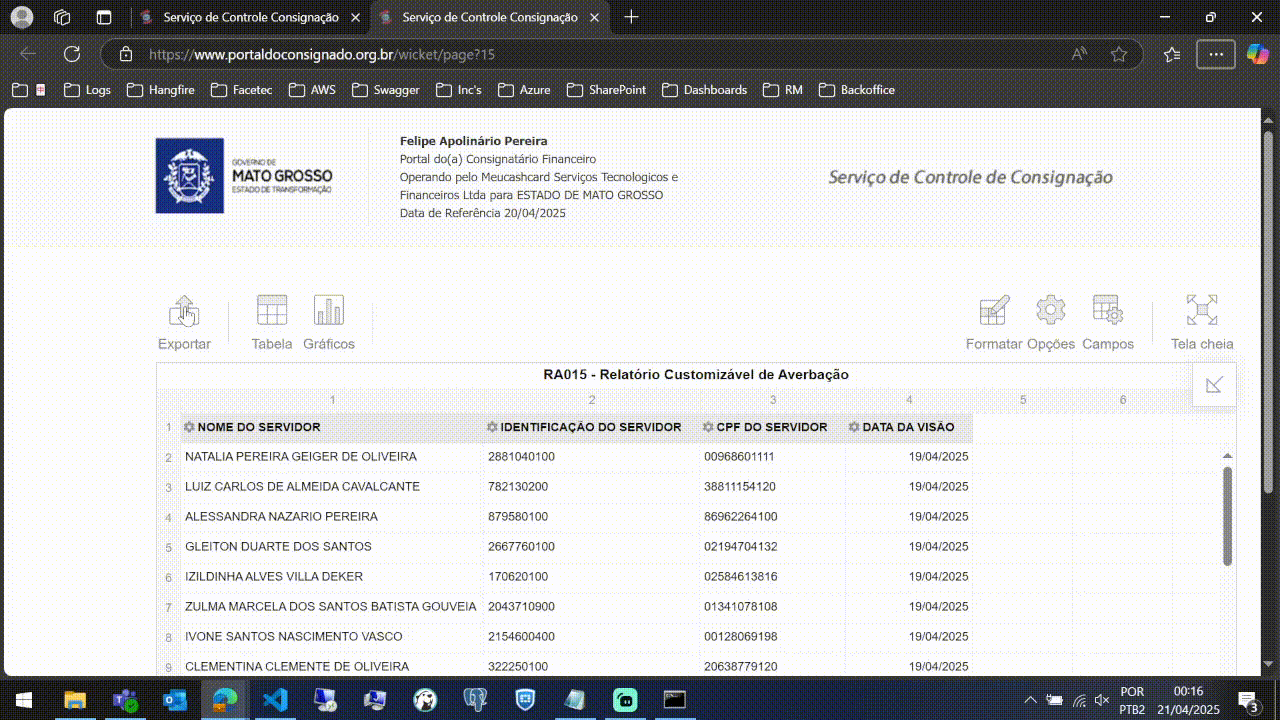 Serviço de Controle Consignação
Serviço de Controle Consignação
https://www.portaldoconsignado.org.br/wicket/page?15
Logs
Hangfire
Facetec
AWS
Swagger
Inc's
Azure
SharePoint
Dashboards
RM
Backoffice
GOVERNO DE
MATO GROSSO
ESTADO DE TRANSFORMAÇÃO
Felipe Apolinário Pereira
Portal do(a) Consignatário Financeiro
Operando pelo Meucashcard Serviços Tecnologicos e
Financeiros Ltda para ESTADO DE MATO GROSSO
Data de Referência 20/04/2025
Serviço de Controle de Consignação
Exportar
Tabela
Gráficos
Formatar
Opções
Campos
Tela cheia
RA015 - Relatório Customizável de Averbação
1 2 3 4 5 6
1 NOME DO SERVIDOR IDENTIFICAÇÃO DO SERVIDOR CPF DO SERVIDOR DATA DA VISÃO
2 NATALIA PEREIRA GEIGER DE OLIVEIRA 2881040100 00968601111 19/04/2025
3 LUIZ CARLOS DE ALMEIDA CAVALCANTE 782130200 38811154120 19/04/2025
4 ALESSANDRA NAZARIO PEREIRA 879580100 86962264100 19/04/2025
5 GLEITON DUARTE DOS SANTOS 2667760100 02194704132 19/04/2025
6 IZILDINHA ALVES VILLA DEKER 170620100 02584613816 19/04/2025
7 ZULMA MARCELA DOS SANTOS BATISTA GOUVEIA 2043710900 01341078108 19/04/2025
8 IVONE SANTOS NASCIMENTO VASCO 2154600400 00128069198 19/04/2025
9 CLEMENTINA CLEMENTE DE OLIVEIRA 322250100 20638779120 19/04/2025
POR
PTB2
00:16
21/04/2025
3